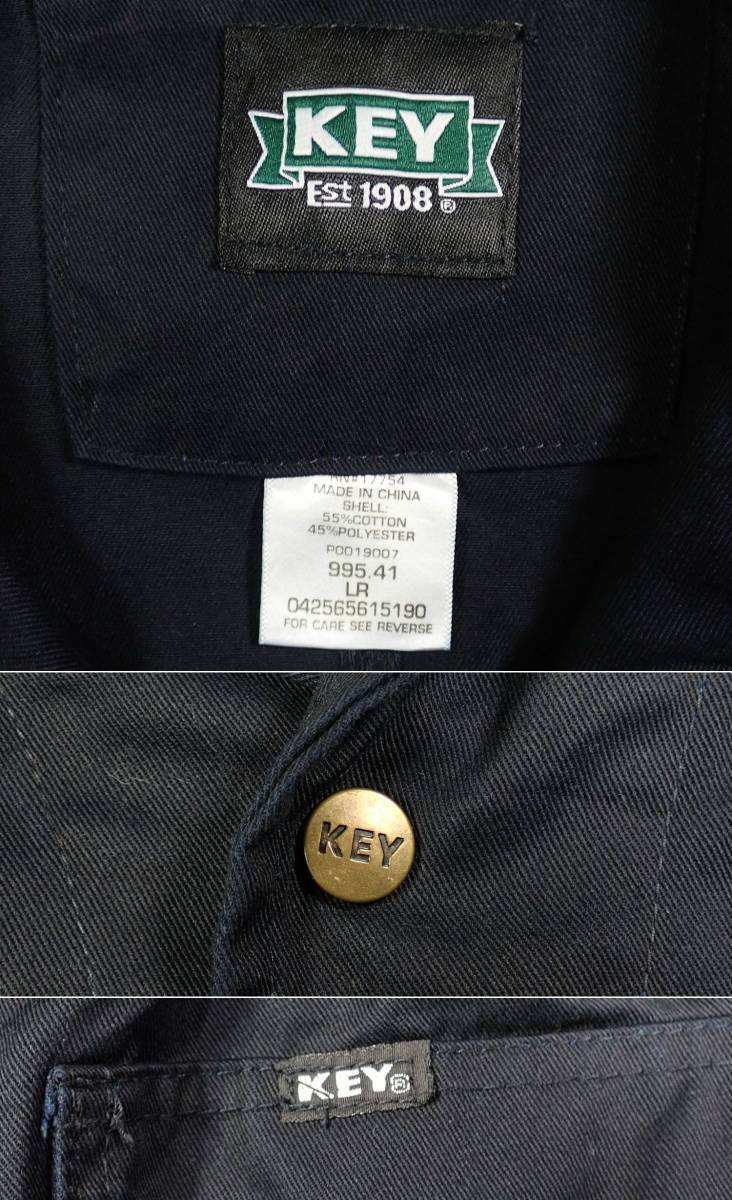 KEY
Est 1908 ®
RN#17754
MADE IN CHINA
SHELL:
55%COTTON
45%POLYESTER
P0019007
995.41
LR
042565615190
FOR CARE SEE REVERSE
KEY
KEY®